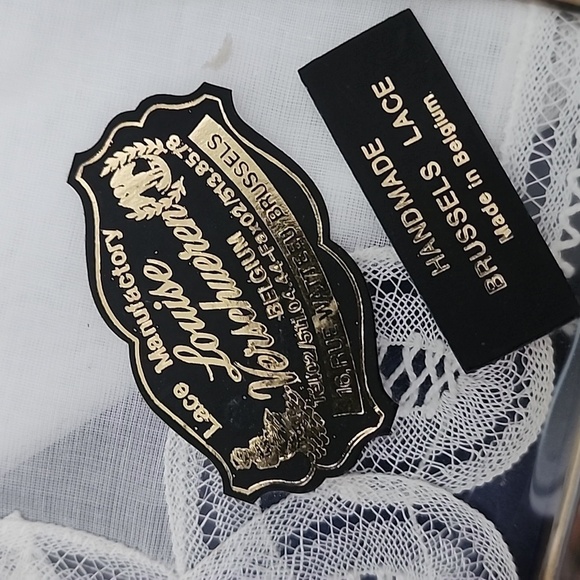 Lace Manufactory
Louise
Verschueren
BELGIUM
Tel.02/511.04.44-Fax02/513.85.78
16, RUE WATTEEU, BRUSSELS
HANDMADE
BRUSSELS LACE
Made in Belgium.